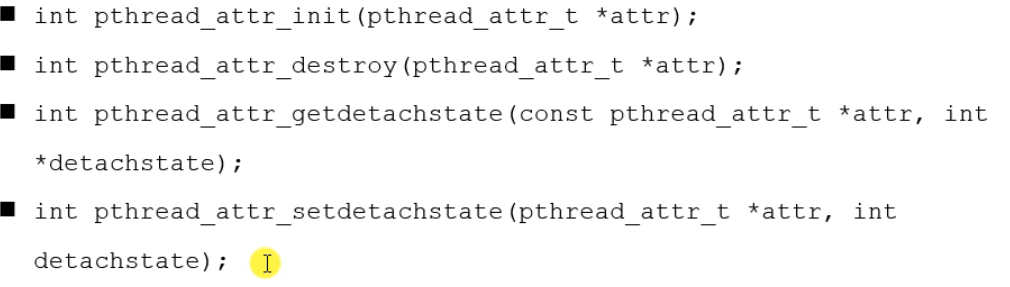 ■ int pthread_attr_init(pthread_attr_t *attr);
■ int pthread_attr_destroy(pthread_attr_t *attr);
■ int pthread_attr_getdetachstate(const pthread_attr_t *attr, int
*detachstate);
■ int pthread_attr_setdetachstate(pthread_attr_t *attr, int
detachstate);